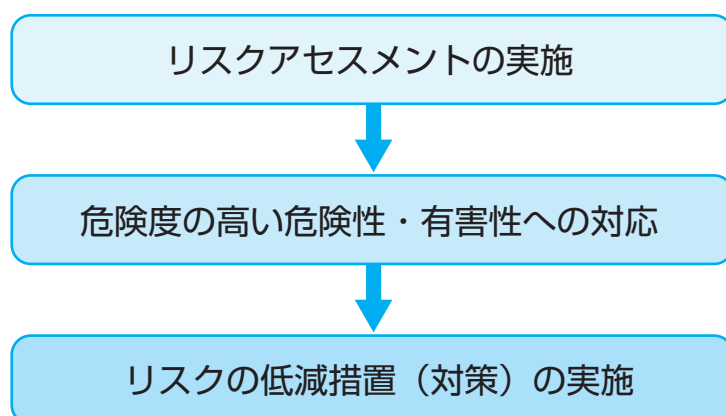 リスクアセスメントの実施
危険度の高い危険性・有害性への対応
リスクの低減措置（対策）の実施